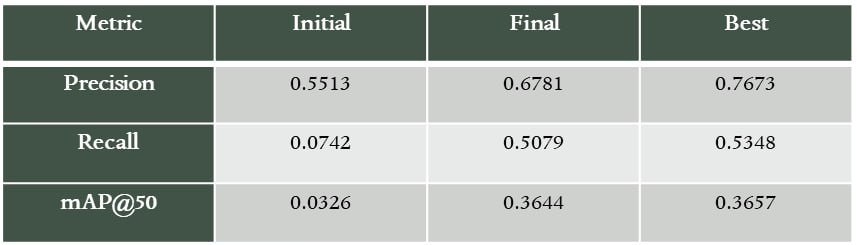 Metric Initial Final Best
Precision 0.5513 0.6781 0.7673
Recall 0.0742 0.5079 0.5348
mAP@50 0.0326 0.3644 0.3657